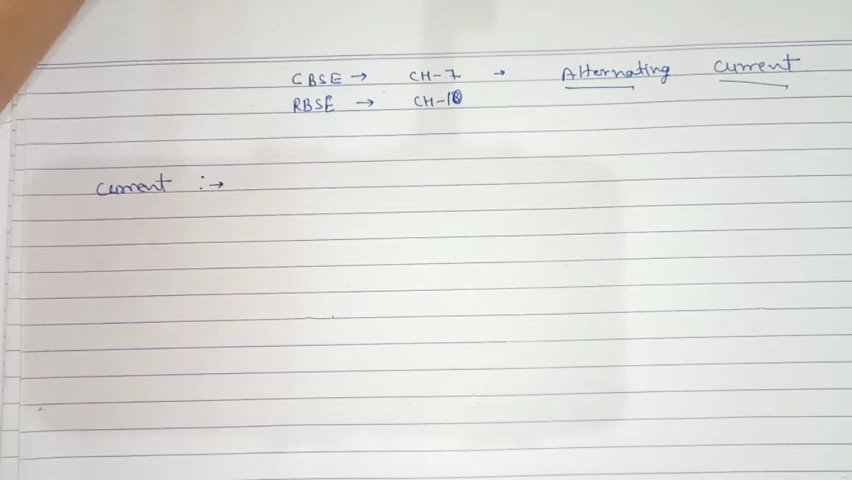 CBSE → CH-7 → Alternating Current
RBSE → CH-10
Current :→